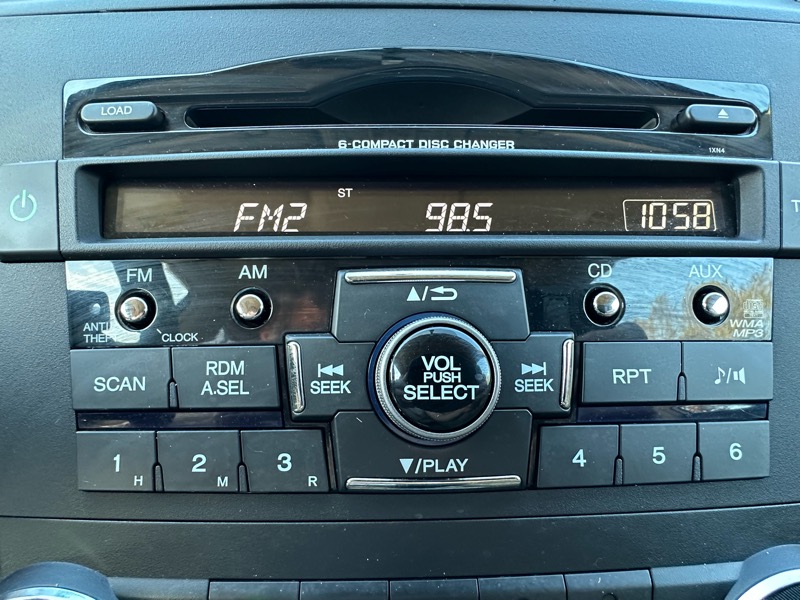 LOAD
6-COMPACT DISC CHANGER
1XN4
ST
FM2 98.5 10:58
T
FM AM CD AUX
ANTI
THEFT
CLOCK
WMA
MP3
SCAN
RDM
A.SEL
SEEK
VOL
PUSH
SELECT
SEEK
RPT
/PLAY
1 H
2 M
3 R
4
5
6